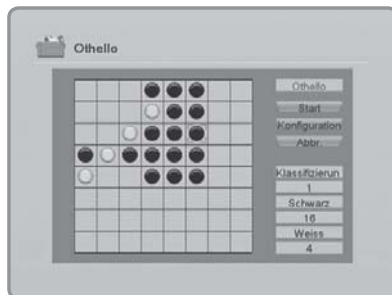 Othello
Othello
Start
Konfiguration
Abbr.
Klassifizierun
1
Schwarz
16
Weiss
4